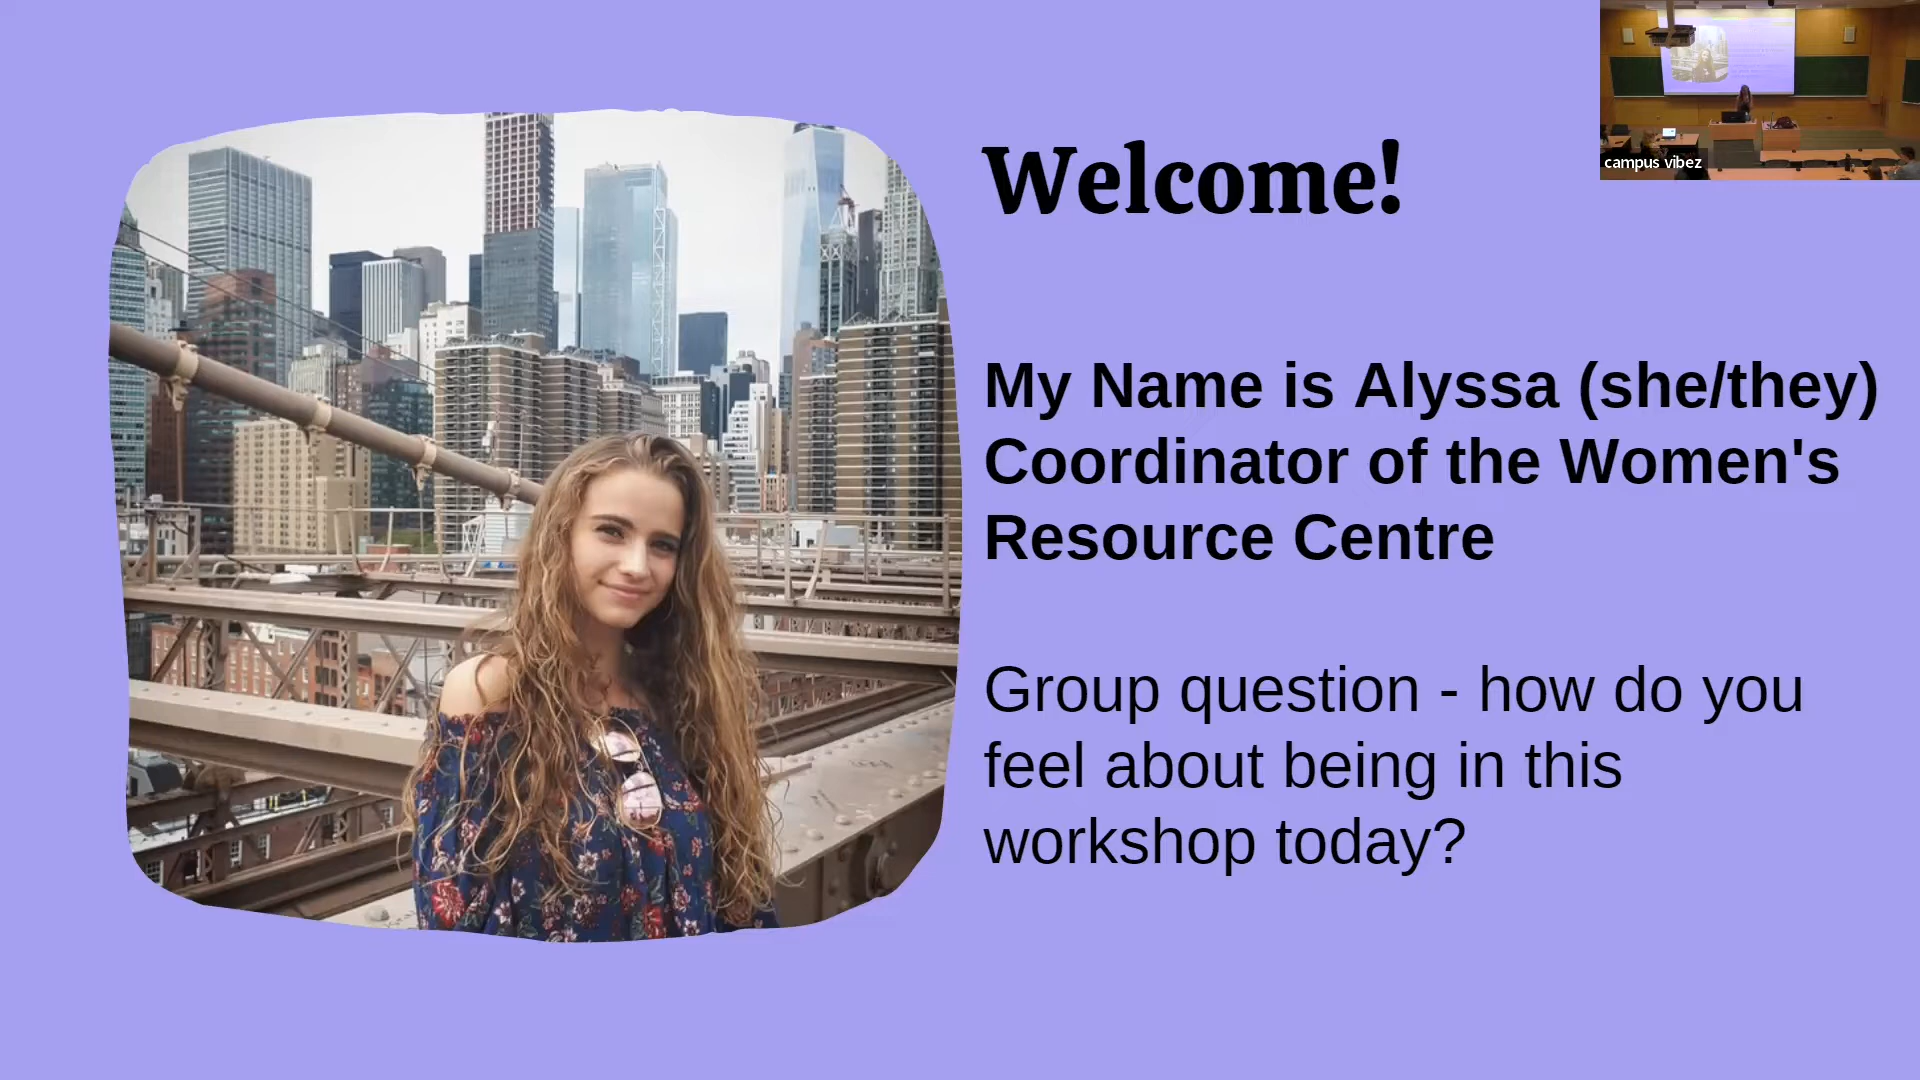 Welcome!
campus vibez
My Name is Alyssa (she/they)
Coordinator of the Women's
Resource Centre
Group question - how do you
feel about being in this
workshop today?